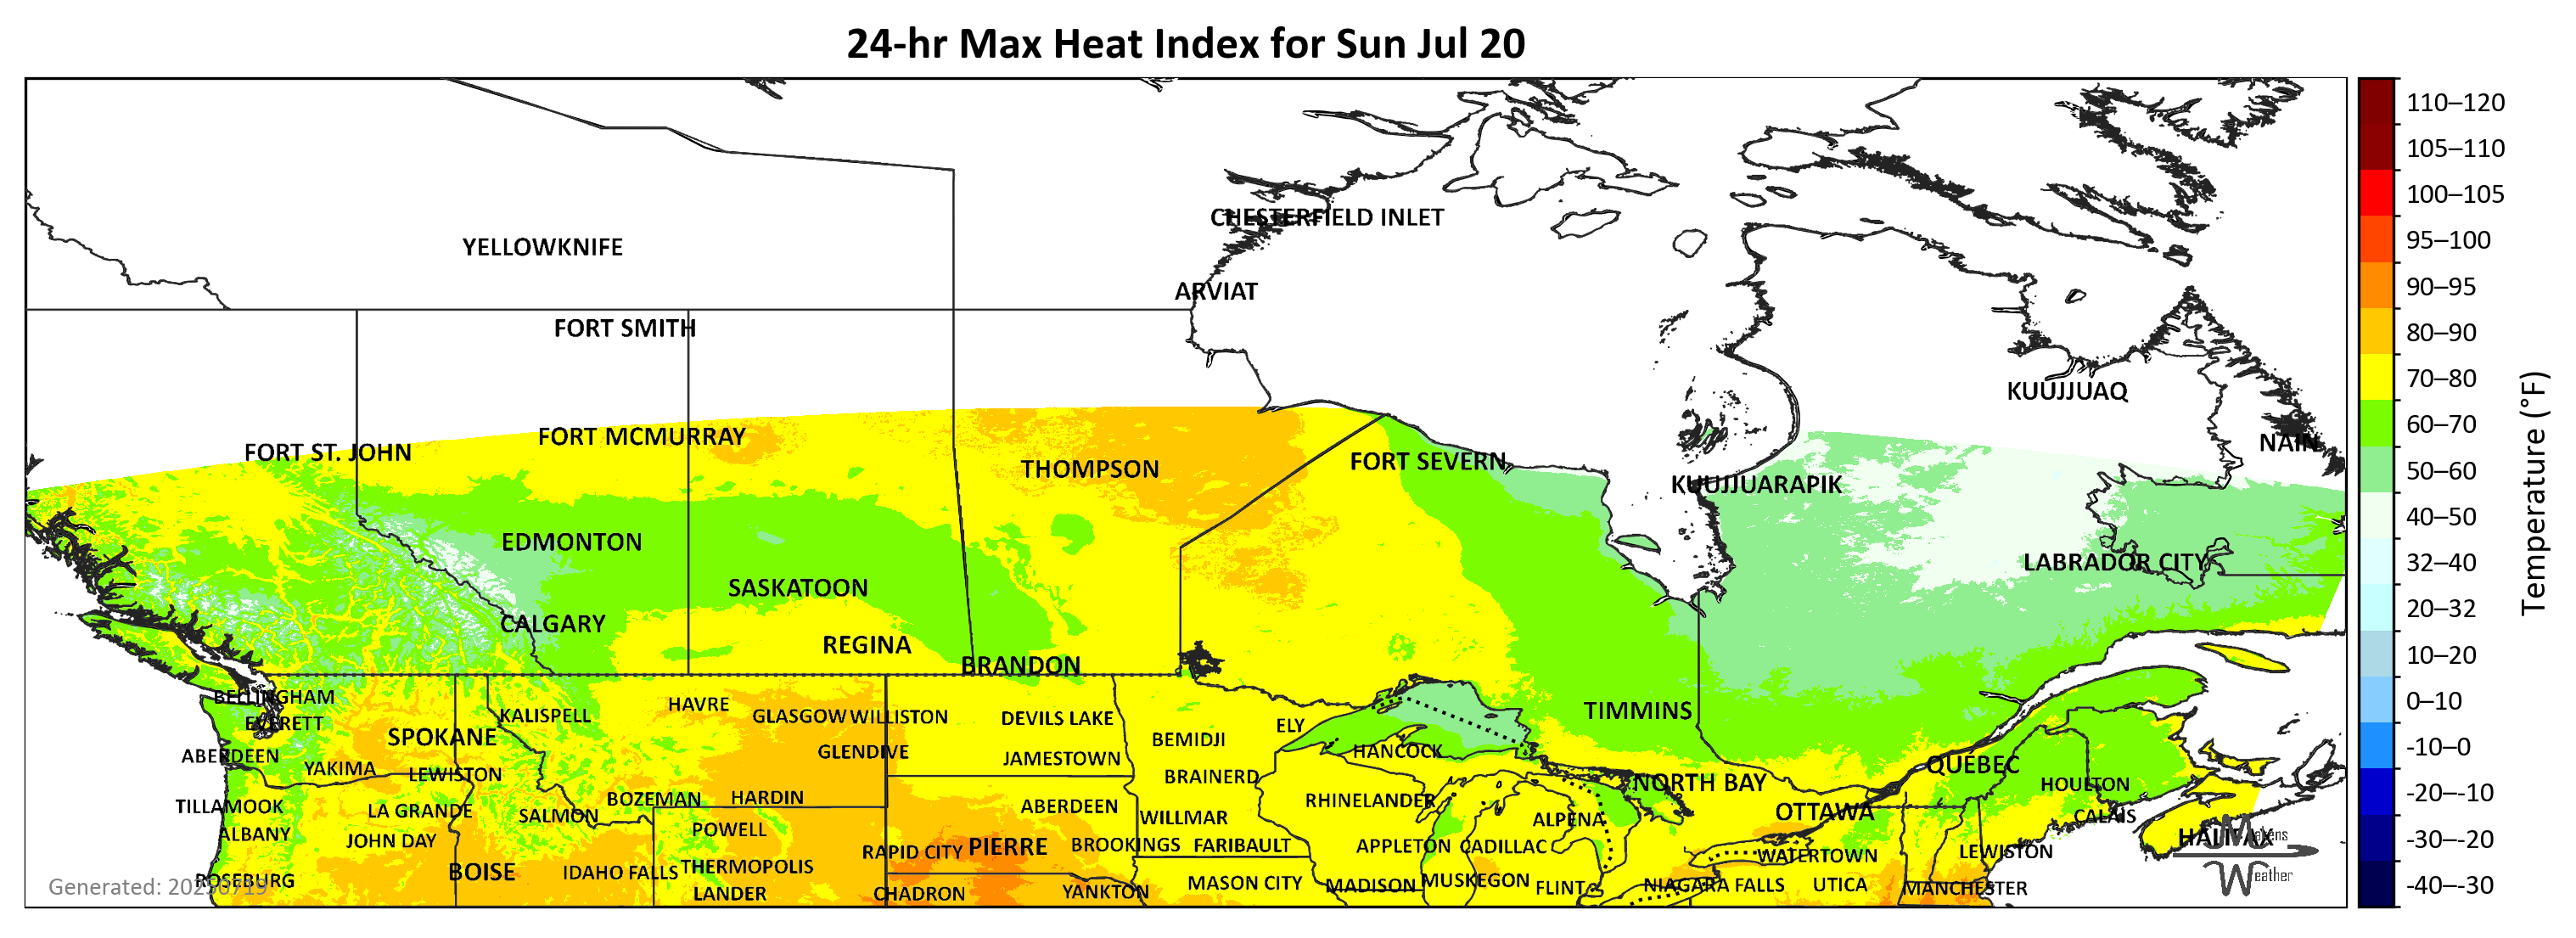 24-hr Max Heat Index for Sun Jul 20
110–120
105–110
100–105
95–100
90–95
80–90
70–80
60–70
50–60
40–50
32–40
20–32
10–20
0–10
-10–0
-20–-10
-30–-20
-40–-30
Temperature (°F)
CHESTERFIELD INLET
YELLOWKNIFE
ARVIAT
FORT SMITH
KUUJJUAQ
FORT MCMURRAY
NAIN
FORT ST. JOHN
FORT SEVERN
THOMPSON
KUUJJUARAPIK
EDMONTON
LABRADOR CITY
SASKATOON
CALGARY
REGINA
BRANDON
BELLINGHAM
HAVRE
TIMMINS
KALISPELL
GLASGOW
WILLISTON
DEVILS LAKE
EVERETT
ELY
SPOKANE
BEMIDJI
HANCOCK
GLENDIVE
ABERDEEN
JAMESTOWN
QUÉBEC
YAKIMA
LEWISTON
BRAINERD
NORTH BAY
HOULTON
BOZEMAN
HARDIN
RHINELANDER
TILLAMOOK
ABERDEEN
LA GRANDE
OTTAWA
SALMON
CALAIS
WILLMAR
ALPENA
POWELL
ALBANY
HALIFAX
JOHN DAY
BROOKINGS
FARIBAULT
APPLETON
CADILLAC
PIERRE
RAPID CITY
LEWISTON
WATERTOWN
THERMOPOLIS
BOISE
IDAHO FALLS
ROSEBURG
MUSKEGON
MASON CITY
MADISON
NIAGARA FALLS
UTICA
FLINT
MANCHESTER
YANKTON
CHADRON
LANDER
Generated: 20250719
Weather